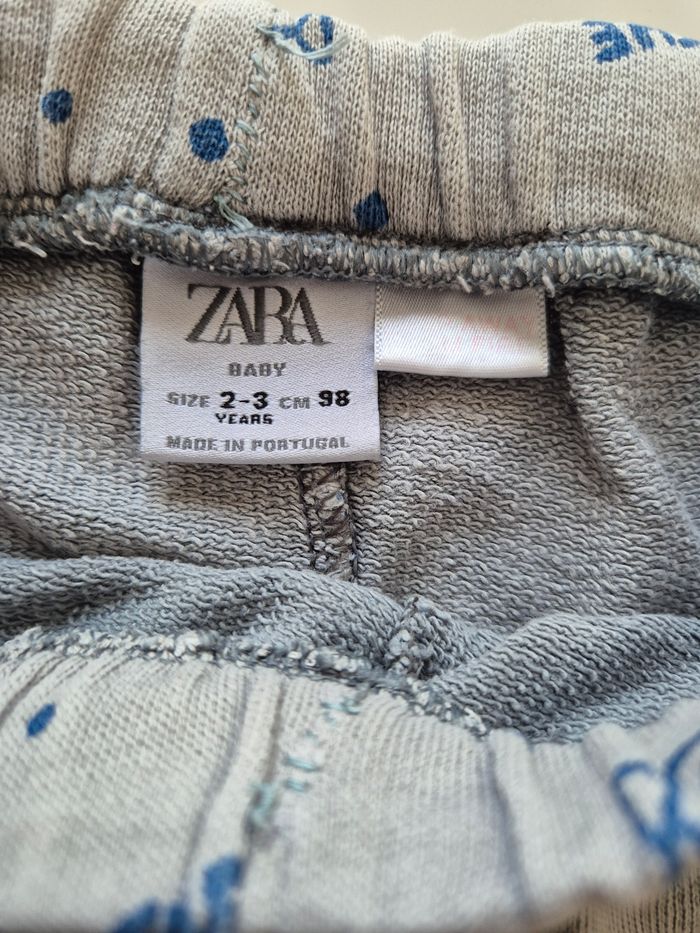 ZARA
BABY
SIZE 2-3 CM 98
YEARS
MADE IN PORTUGAL